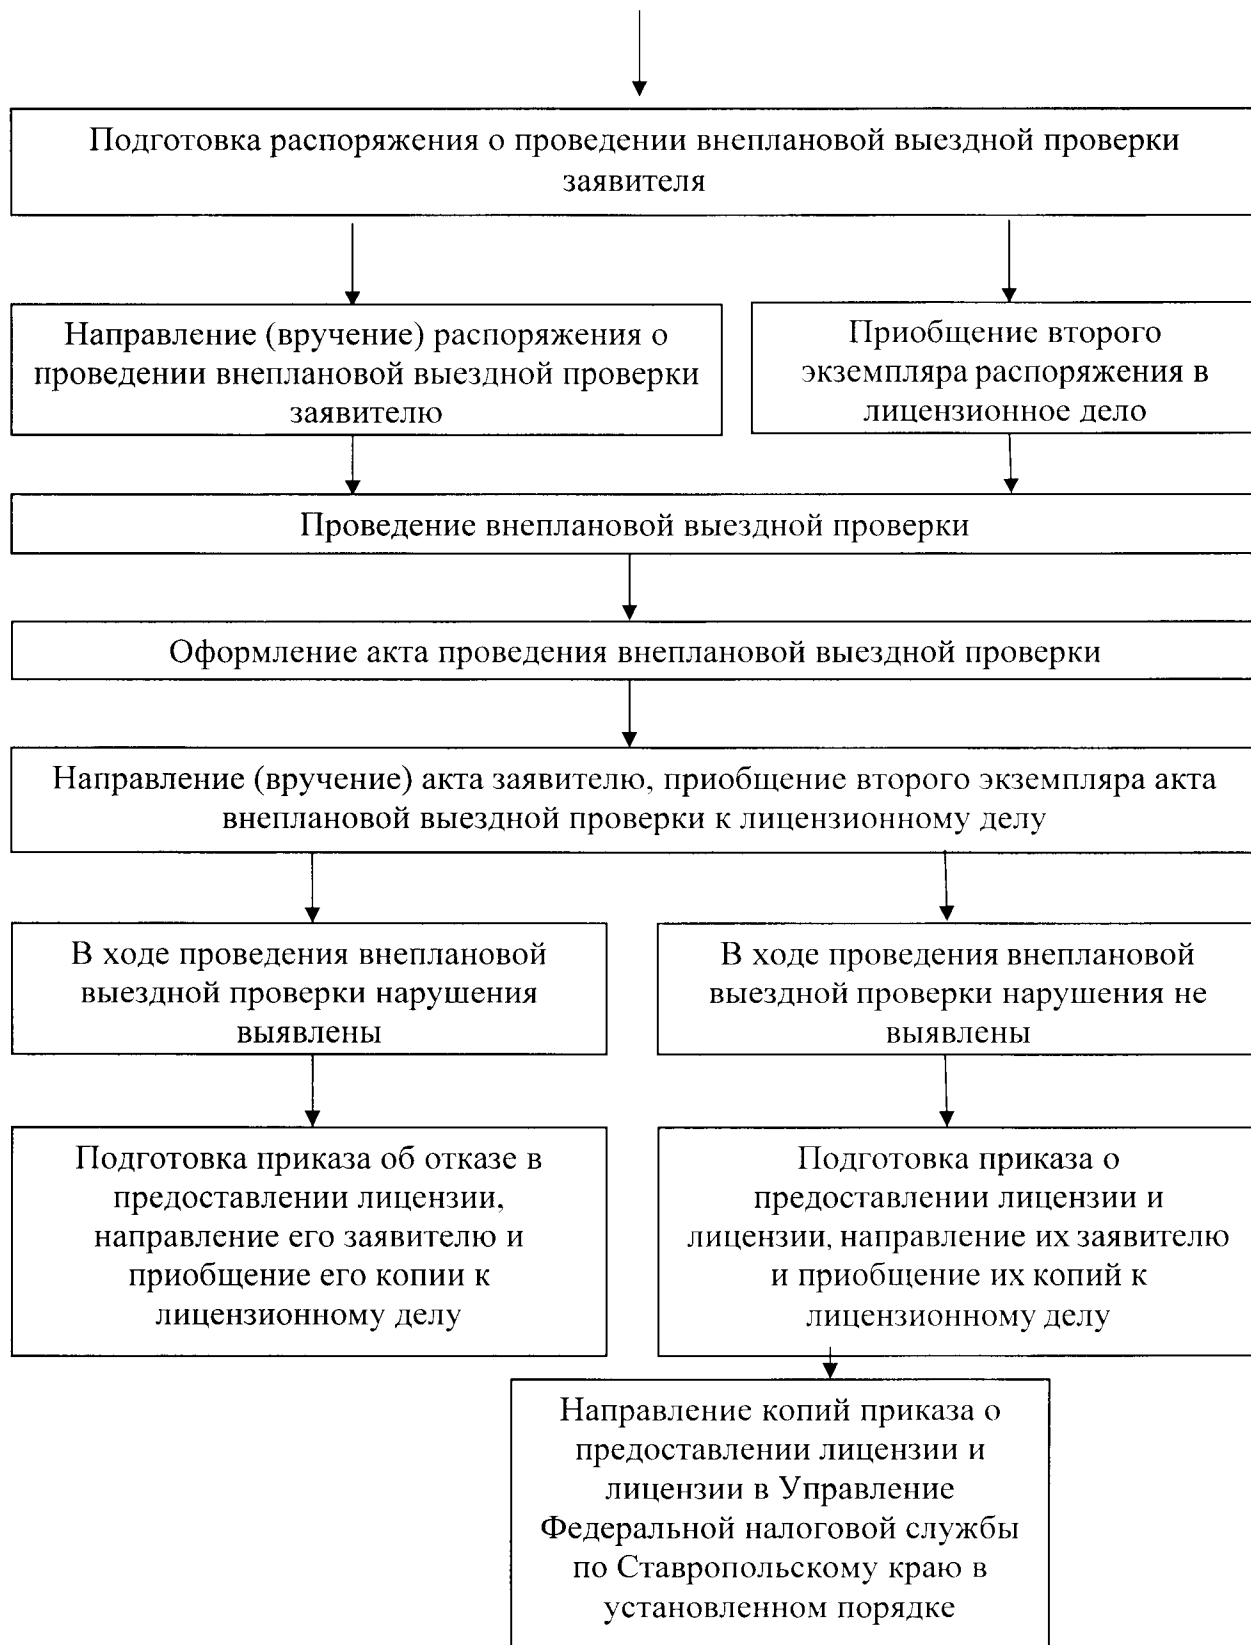 Подготовка распоряжения о проведении внеплановой выездной проверки
заявителя
Направление (вручение) распоряжения о
проведении внеплановой выездной проверки
заявителю
Приобщение второго
экземпляра распоряжения в
лицензионное дело
Проведение внеплановой выездной проверки
Оформление акта проведения внеплановой выездной проверки
Направление (вручение) акта заявителю, приобщение второго экземпляра акта
внеплановой выездной проверки к лицензионному делу
В ходе проведения внеплановой
выездной проверки нарушения
выявлены
В ходе проведения внеплановой
выездной проверки нарушения не
выявлены
Подготовка приказа об отказе в
предоставлении лицензии,
направление его заявителю и
приобщение его копии к
лицензионному делу
Подготовка приказа о
предоставлении лицензии и
лицензии, направление их заявителю
и приобщение их копий к
лицензионному делу
Направление копий приказа о
предоставлении лицензии и
лицензии в Управление
Федеральной налоговой службы
по Ставропольскому краю в
установленном порядке